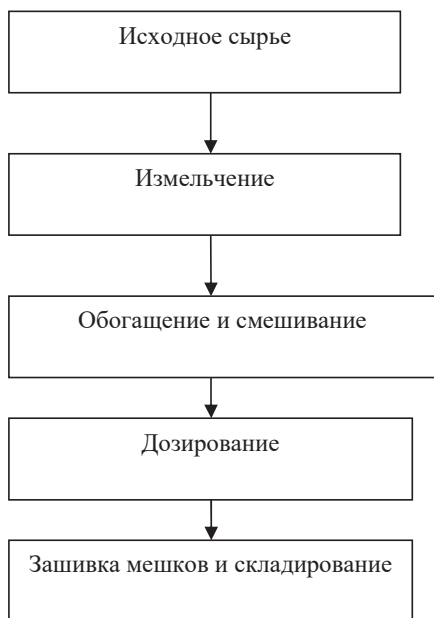 Исходное сырье
Измельчение
Обогащение и смешивание
Дозирование
Зашивка мешков и складирование